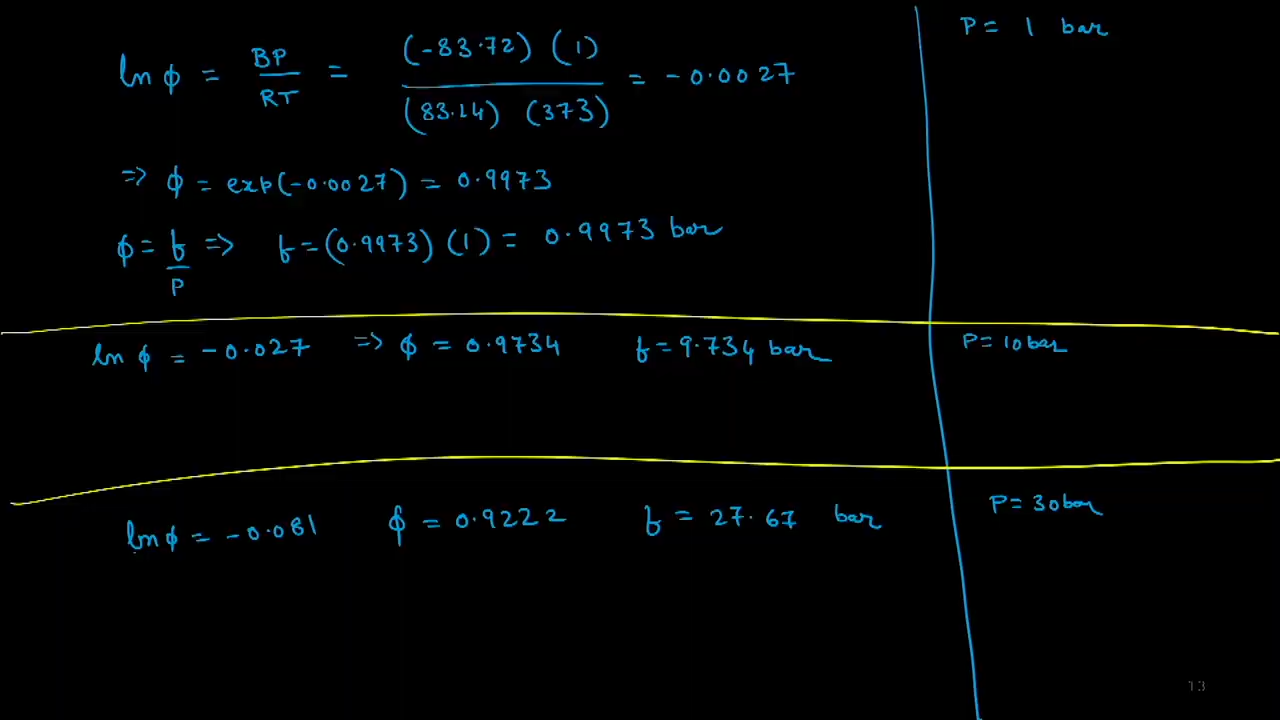 P = 1 bar
ln φ = BP/RT = (-83.72) (1)/(83.14) (373) = -0.0027
=> φ = exp(-0.0027) = 0.9973
φ = f/P => f = (0.9973) (1) = 0.9973 bar
ln φ = -0.027 => φ = 0.9734 f = 9.734 bar P = 10 bar
ln φ = -0.081 φ = 0.9222 f = 27.67 bar P = 30 bar
13